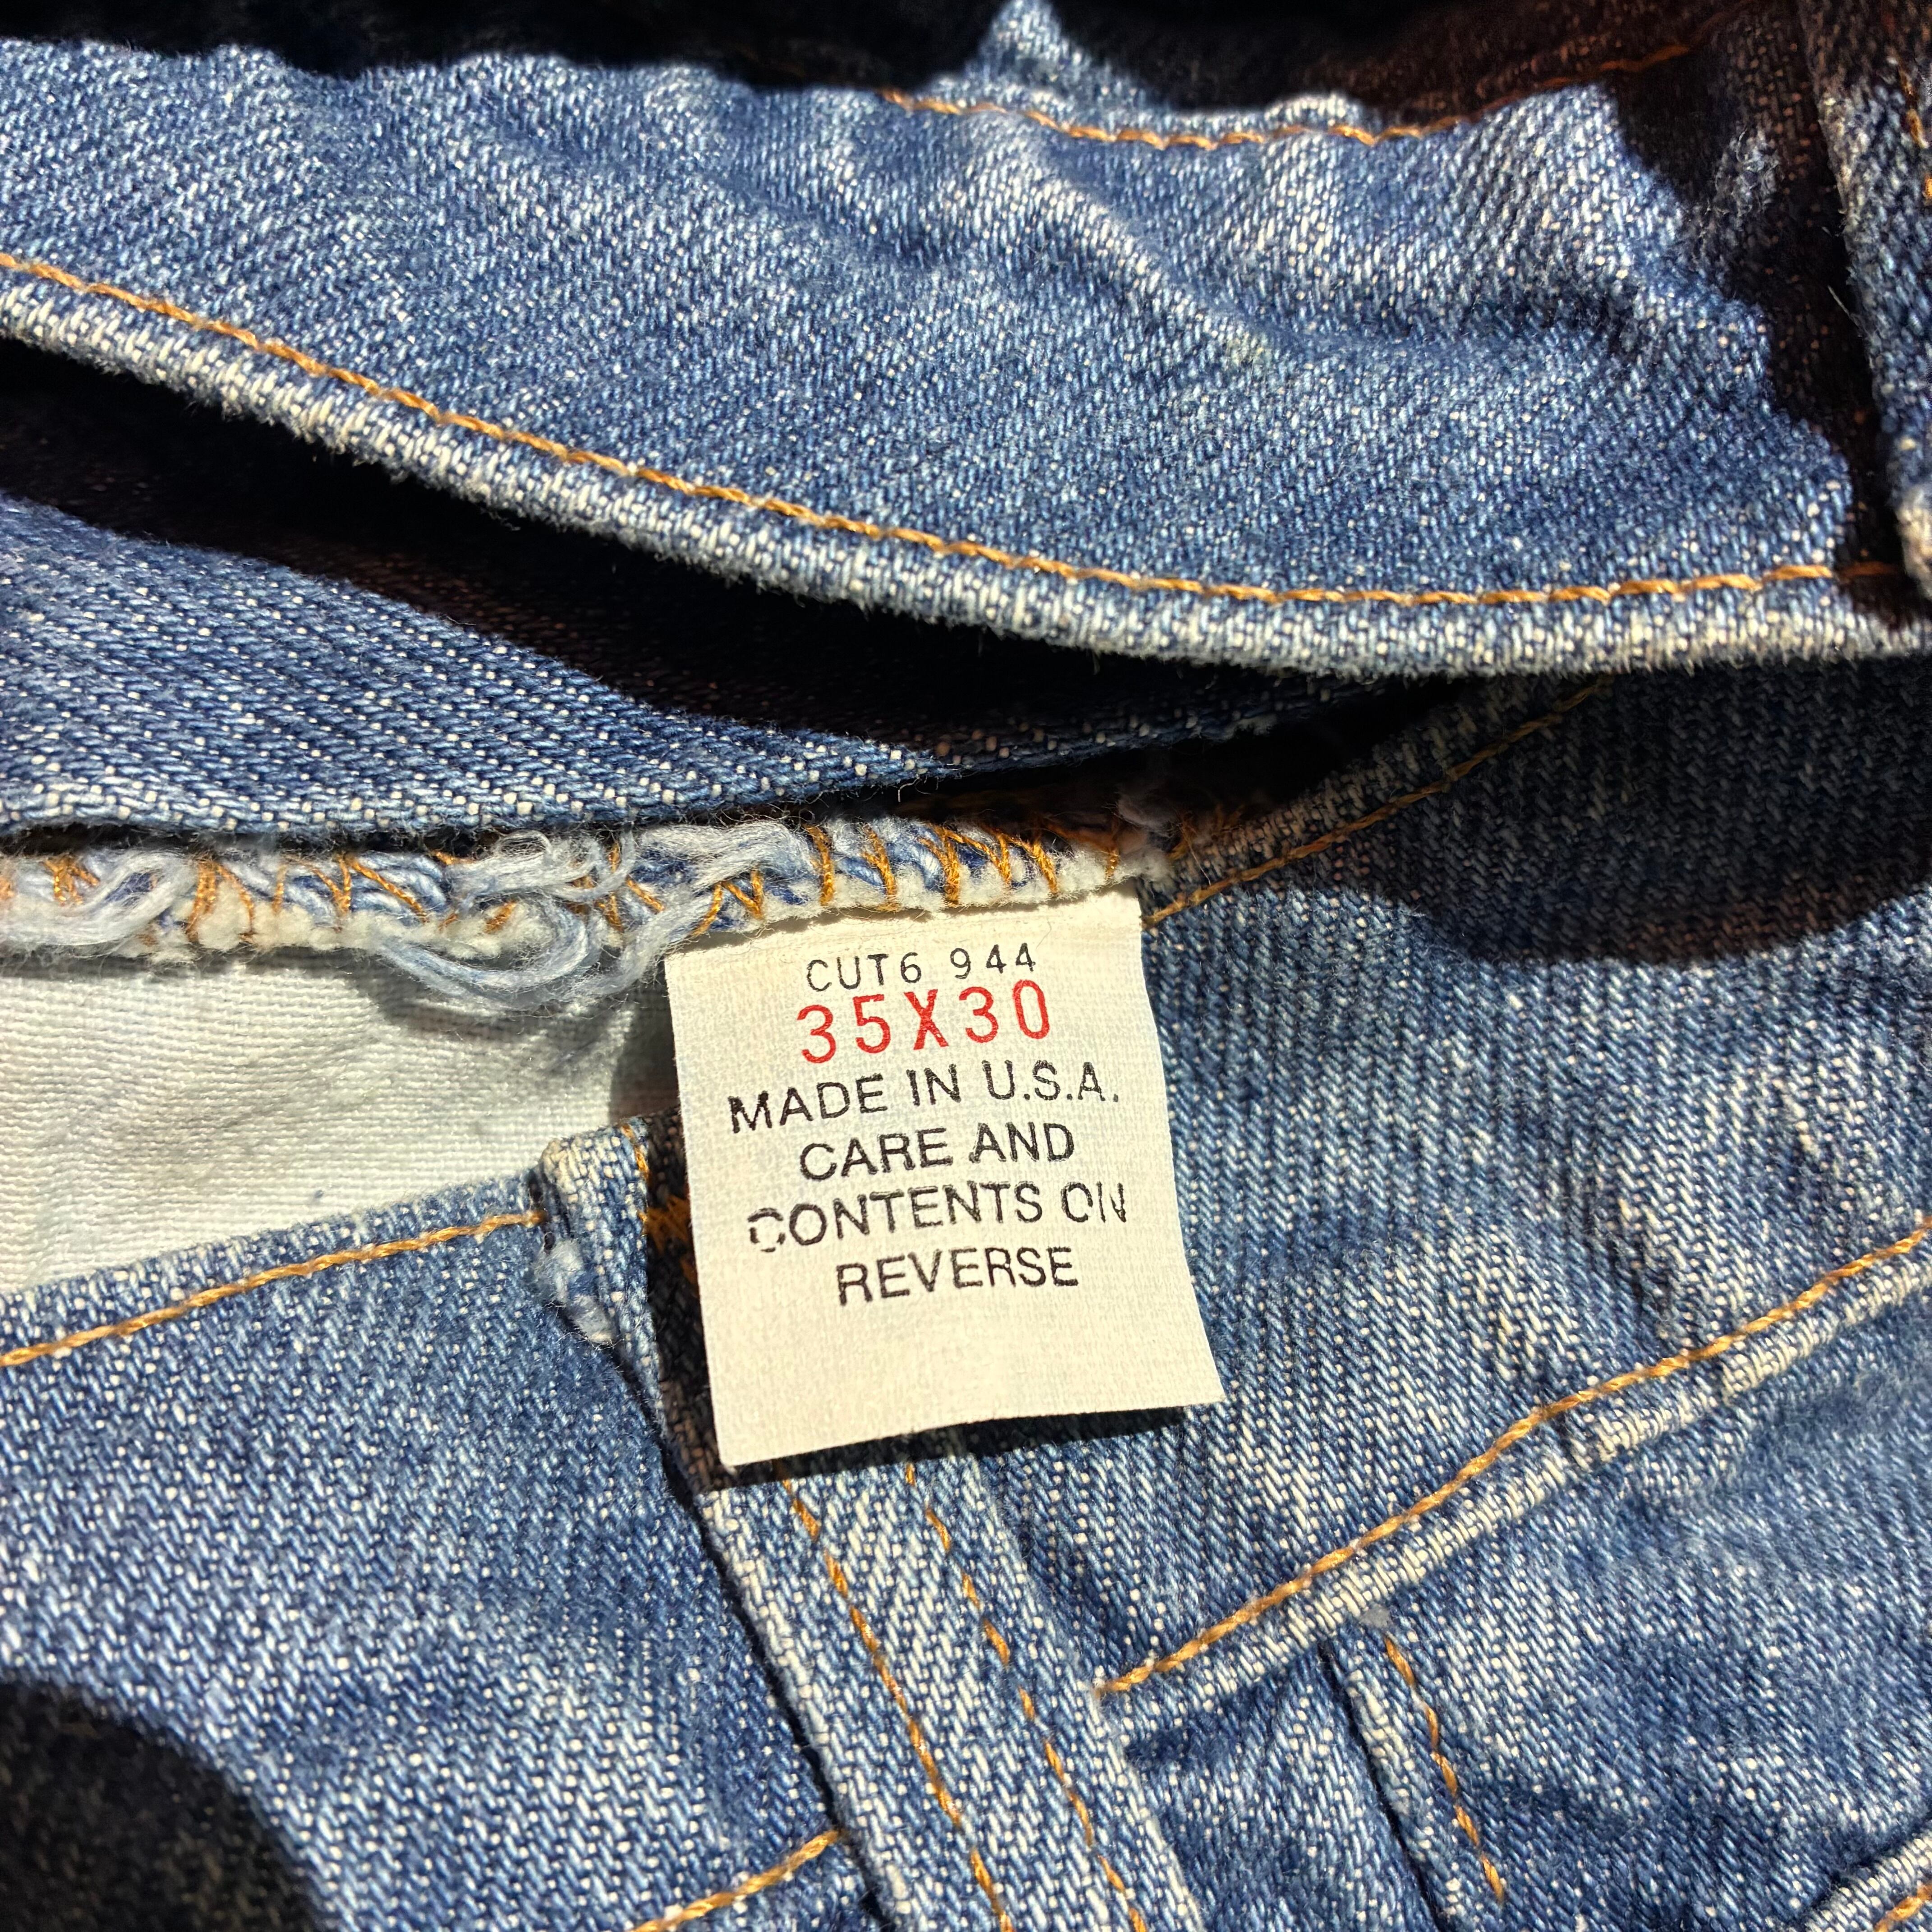 CUT6 944
35X30
MADE IN U.S.A.
CARE AND
CONTENTS ON
REVERSE